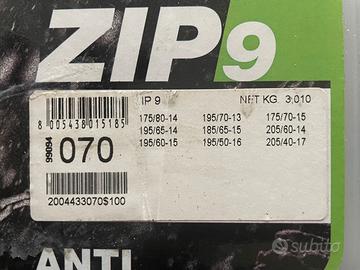 ZIP9
IP 9 NET KG. 3,010
175/80-14 195/70-13 175/70-15
195/65-14 185/65-15 205/60-14
195/60-15 195/50-16 205/40-17
8 005438 015185
99094
070
2004433070$100
ANTI
subito